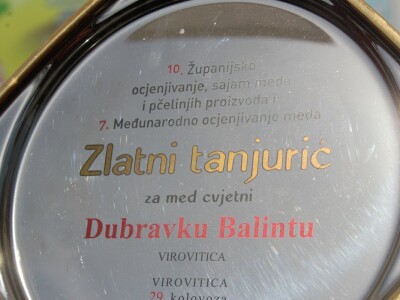 10. Županijsko
ocjenjivanje, sajam meda
i pčelinjih proizvoda i
7. Međunarodno ocjenjivanje meda
Zlatni tanjurić
za med cvjetni
Dubravku Balintu
VIROVITICA
VIROVITICA
29. kolovoza